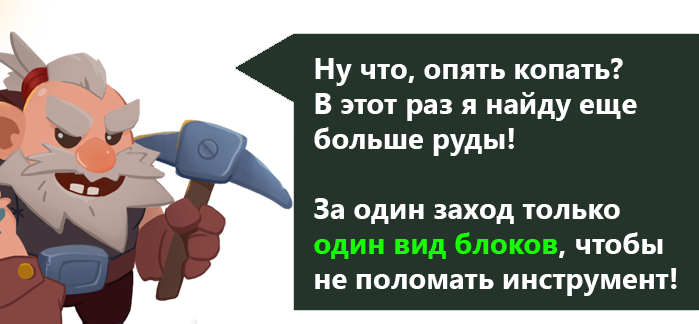 Ну что, опять копать?
В этот раз я найду еще
больше руды!
За один заход только
один вид блоков, чтобы
не поломать инструмент!